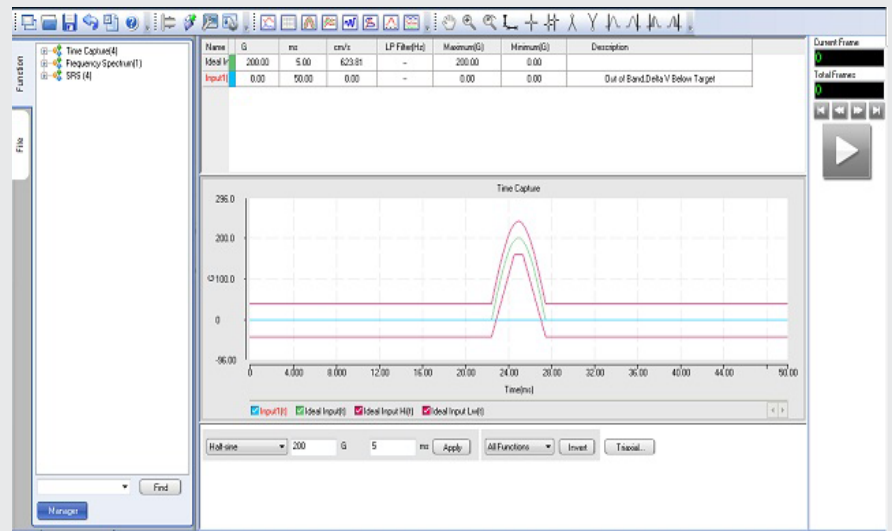 Function
File
Time Capture(4)
Frequency Spectrum(1)
SRS (4)
Find
Manager
Name G ms cm/s LP Filter(Hz) Maximum(G) Minimum(G) Description
Ideal Ir 200.00 5.00 623.81 - 200.00 0.00
Input1( 0.00 50.00 0.00 - 0.00 0.00 Out of Band.Delta V Below Target
Time Capture
296.0
200.0
100.0
0
-96.00
G
0 4.000 8.000 12.00 16.00 20.00 24.00 28.00 32.00 36.00 40.00 44.00 50.00
Time(ms)
Input1(t) Ideal Input(t) Ideal Input Hi(t) Ideal Input Lw(t)
Half-sine 200 G 5 ms Apply All Functions Invert Triaxial...
Current Frame
0
Total Frames
0